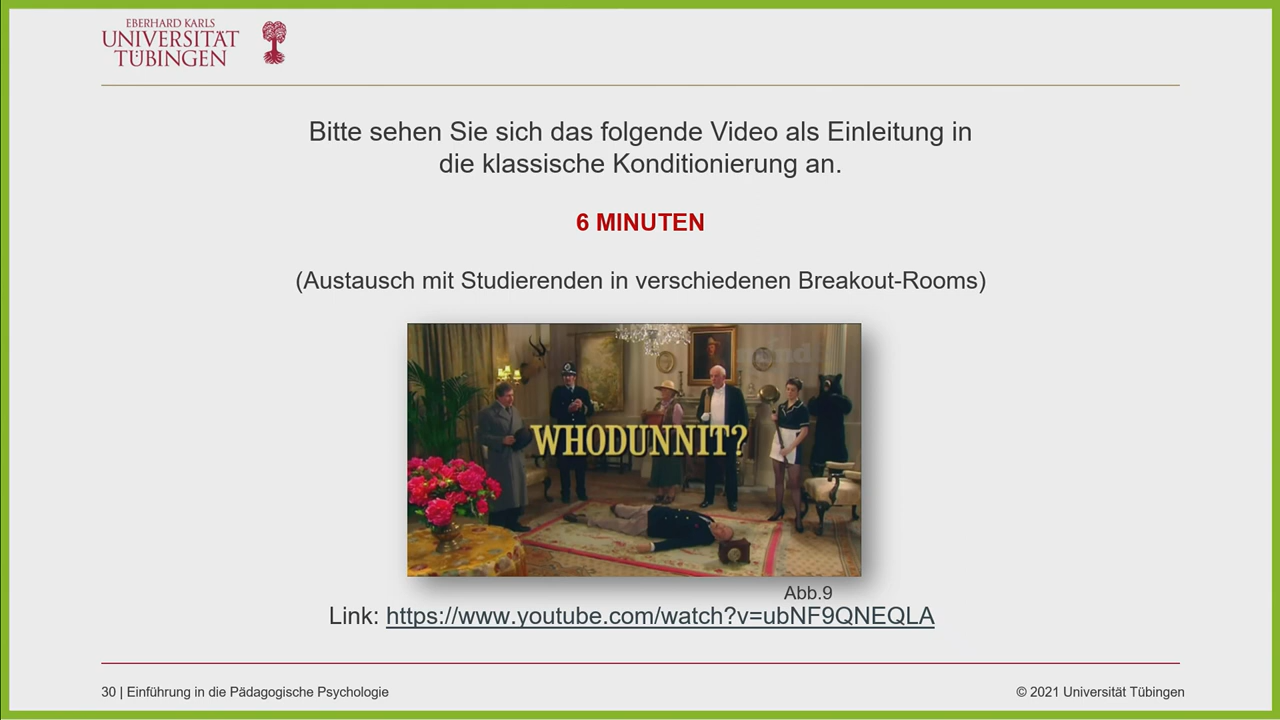 EBERHARD KARLS
UNIVERSITÄT
TÜBINGEN
Bitte sehen Sie sich das folgende Video als Einleitung in
die klassische Konditionierung an.
6 MINUTEN
(Austausch mit Studierenden in verschiedenen Breakout-Rooms)
WHODUNNIT?
Abb.9
Link: https://www.youtube.com/watch?v=ubNF9QNEQLA
30 | Einführung in die Pädagogische Psychologie
© 2021 Universität Tübingen